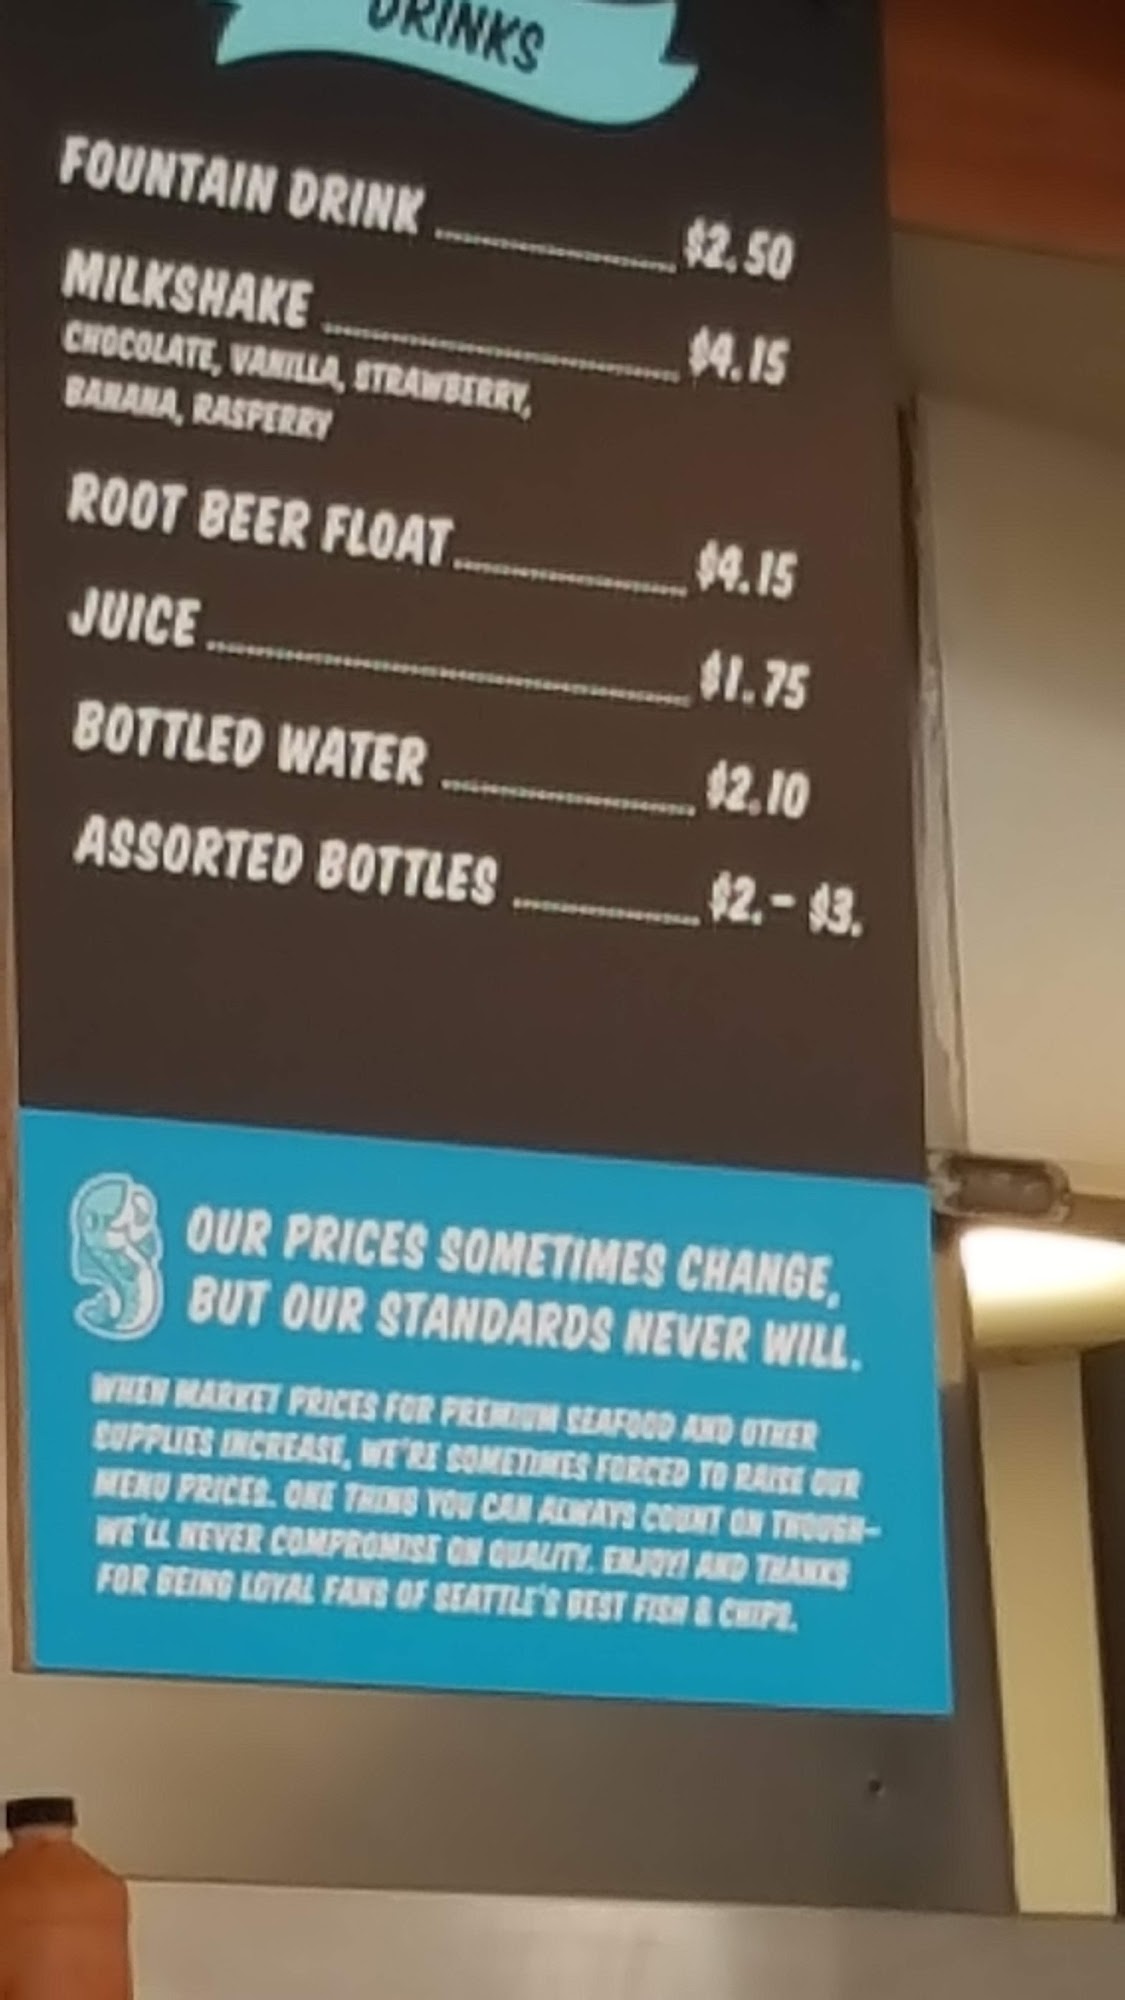 DRINKS
FOUNTAIN DRINK ........ $2.50
MILKSHAKE ........ $4.15
CHOCOLATE, VANILLA, STRAWBERRY,
BANANA, RASPERRY
ROOT BEER FLOAT ........ $4.15
JUICE ........ $1.75
BOTTLED WATER ........ $2.10
ASSORTED BOTTLES ........ $2.- $3.
OUR PRICES SOMETIMES CHANGE,
BUT OUR STANDARDS NEVER WILL.
WHEN MARKET PRICES FOR PREMIUM SEAFOOD AND OTHER
SUPPLIES INCREASE, WE'RE SOMETIMES FORCED TO RAISE OUR
MENU PRICES. ONE THING YOU CAN ALWAYS COUNT ON THOUGH–
WE'LL NEVER COMPROMISE ON QUALITY. ENJOY! AND THANKS
FOR BEING LOYAL FANS OF SEATTLE'S BEST FISH & CHIPS.